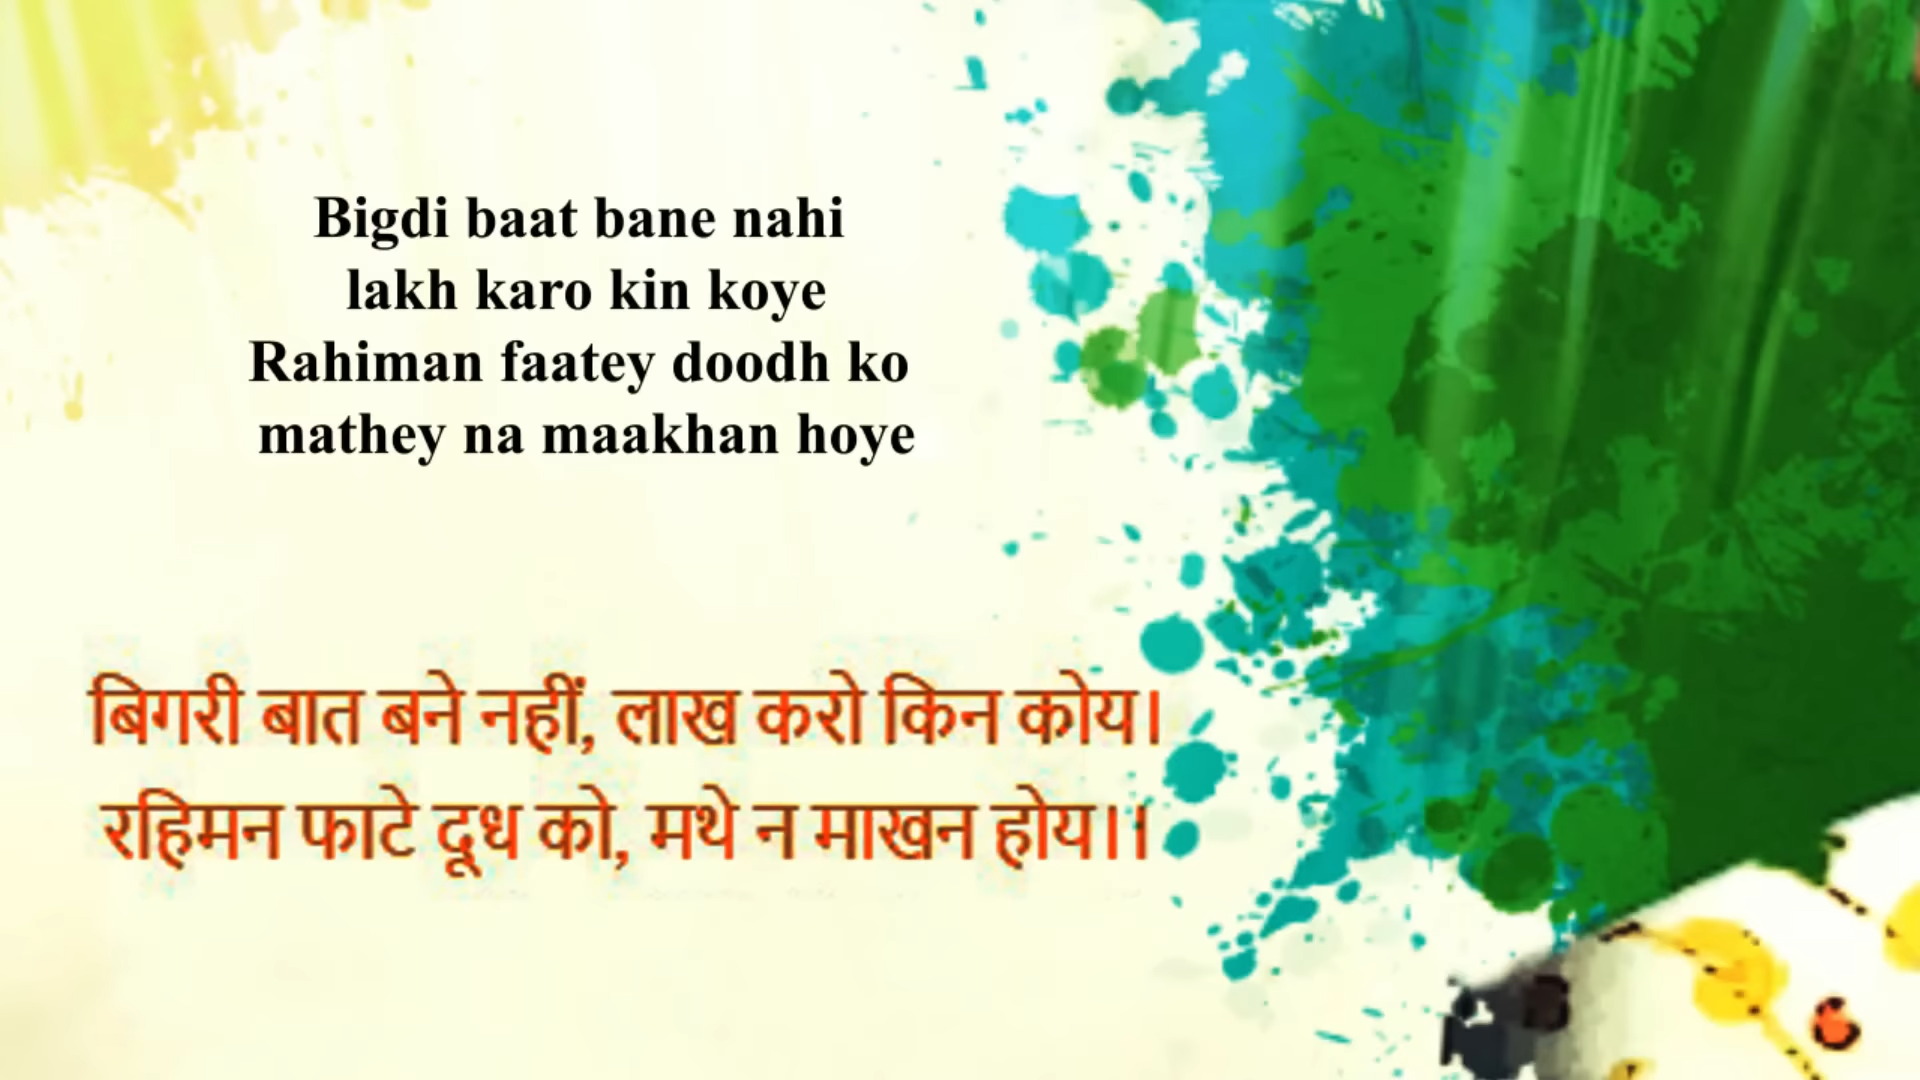 Bigdi baat bane nahi
lakh karo kin koye
Rahiman faatey doodh ko
mathey na maakhan hoye
बिगरी बात बने नहीं, लाख करो किन कोय।
रहिमन फाटे दूध को, मथे न माखन होय।।